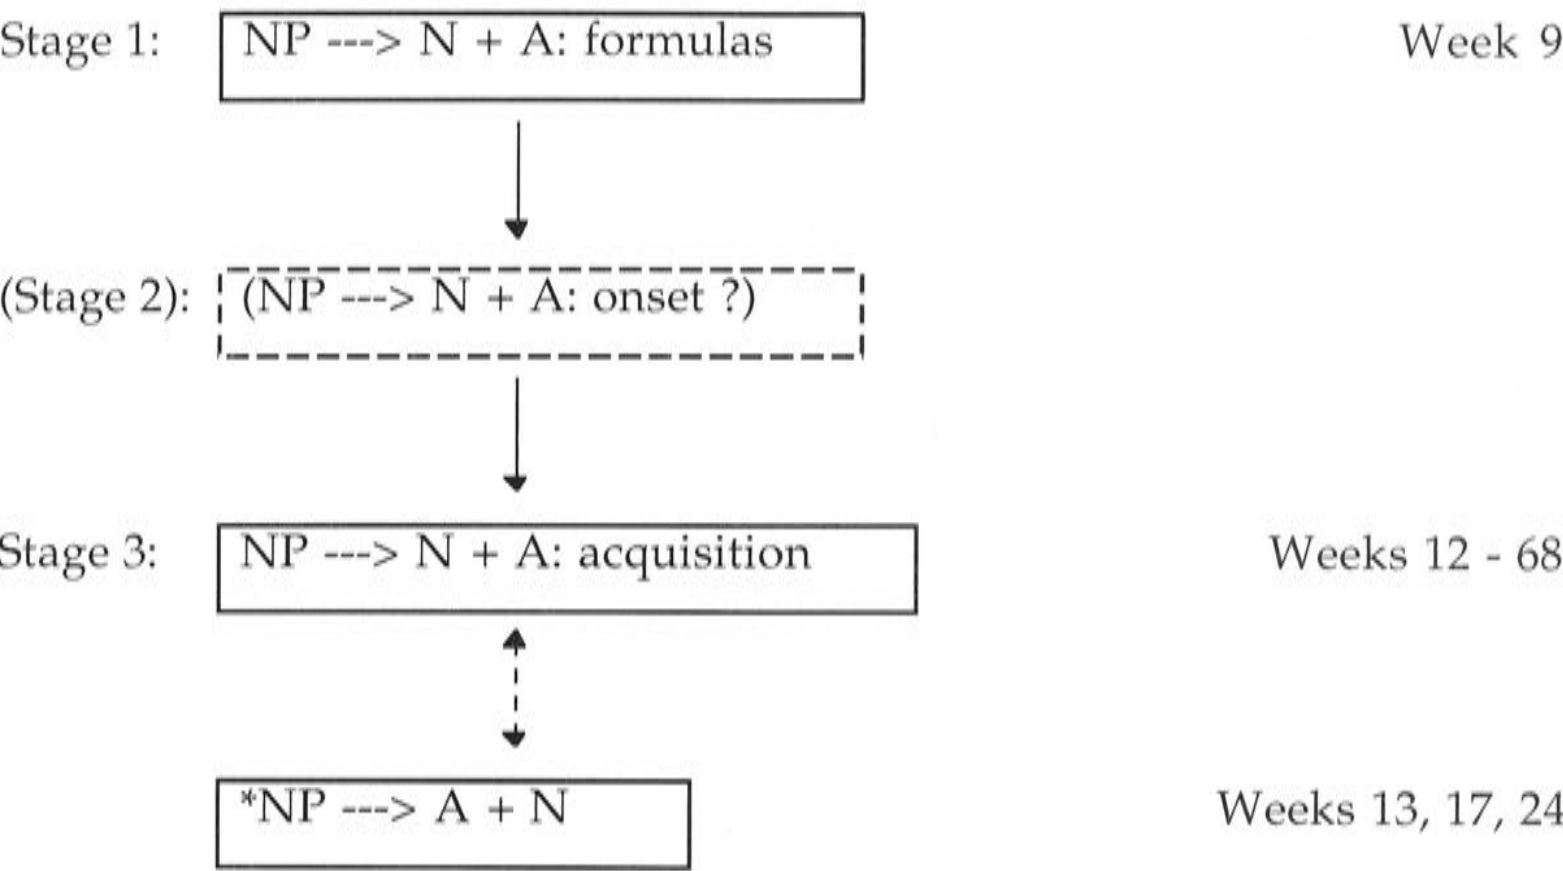 Stage 1: NP ---> N + A: formulas Week 9
(Stage 2): (NP ---> N + A: onset ?)
Stage 3: NP ---> N + A: acquisition Weeks 12 - 68
*NP ---> A + N Weeks 13, 17, 24